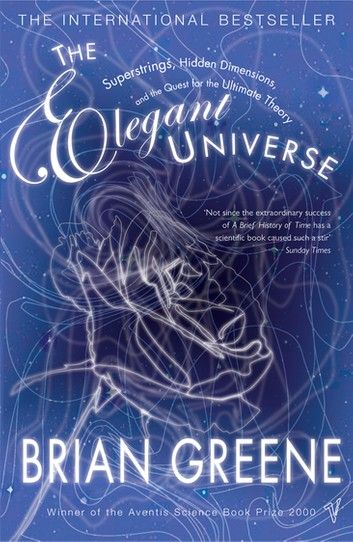 THE INTERNATIONAL BESTSELLER
THE
Elegant
UNIVERSE
Superstrings, Hidden Dimensions,
and the Quest for the Ultimate Theory
'Not since the extraordinary success
of A Brief History of Time has a
scientific book caused such a stir'
Sunday Times
BRIAN GREENE
Winner of the Aventis Science Book Prize 2000
V